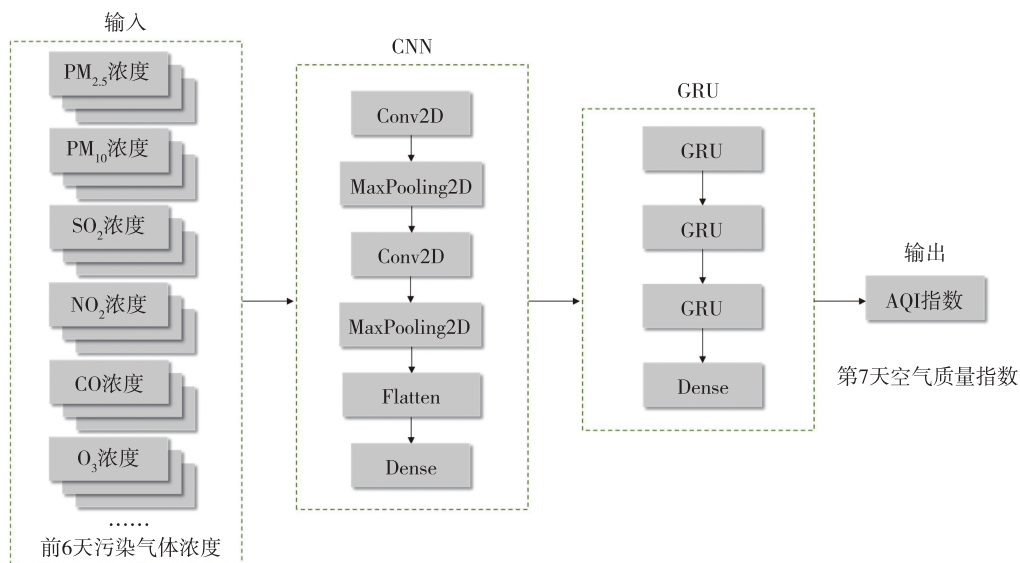 输入
PM2.5浓度
PM10浓度
SO2浓度
NO2浓度
CO浓度
O3浓度
……
前6天污染气体浓度
CNN
Conv2D
MaxPooling2D
Conv2D
MaxPooling2D
Flatten
Dense
GRU
GRU
GRU
GRU
Dense
输出
AQI指数
第7天空气质量指数